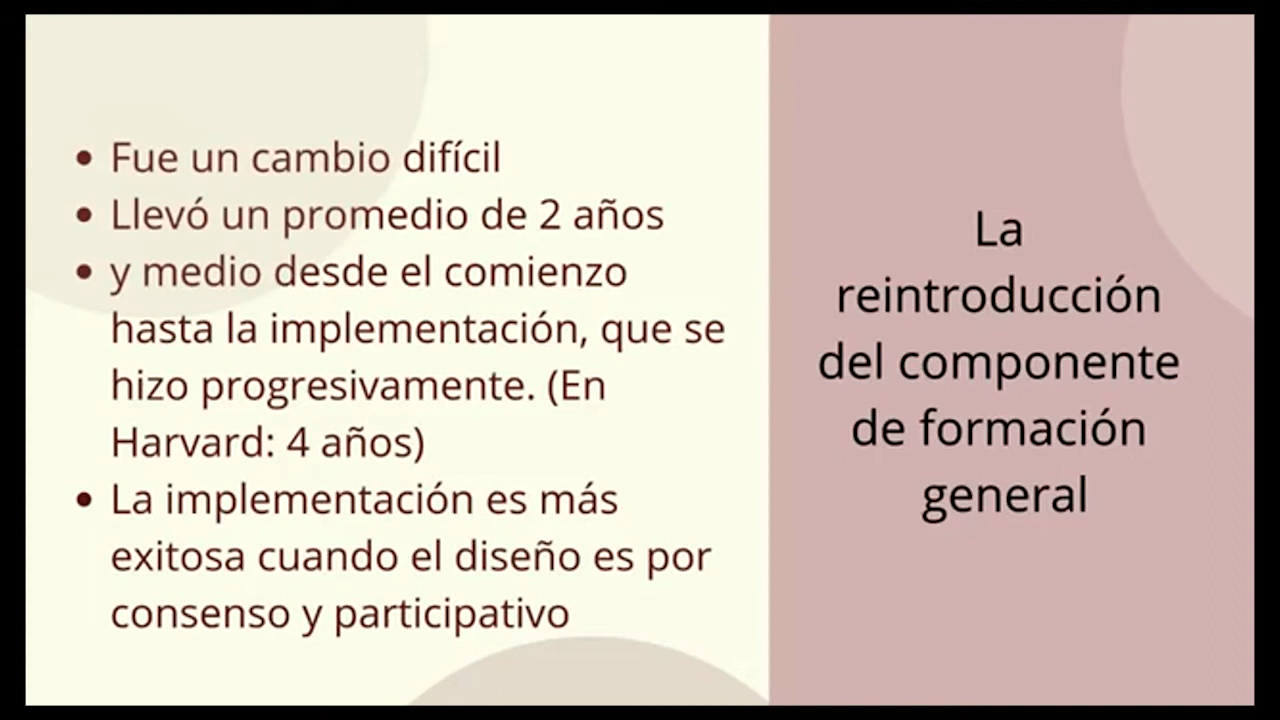 • Fue un cambio difícil
• Llevó un promedio de 2 años
• y medio desde el comienzo
hasta la implementación, que se
hizo progresivamente. (En
Harvard: 4 años)
• La implementación es más
exitosa cuando el diseño es por
consenso y participativo
La
reintroducción
del componente
de formación
general